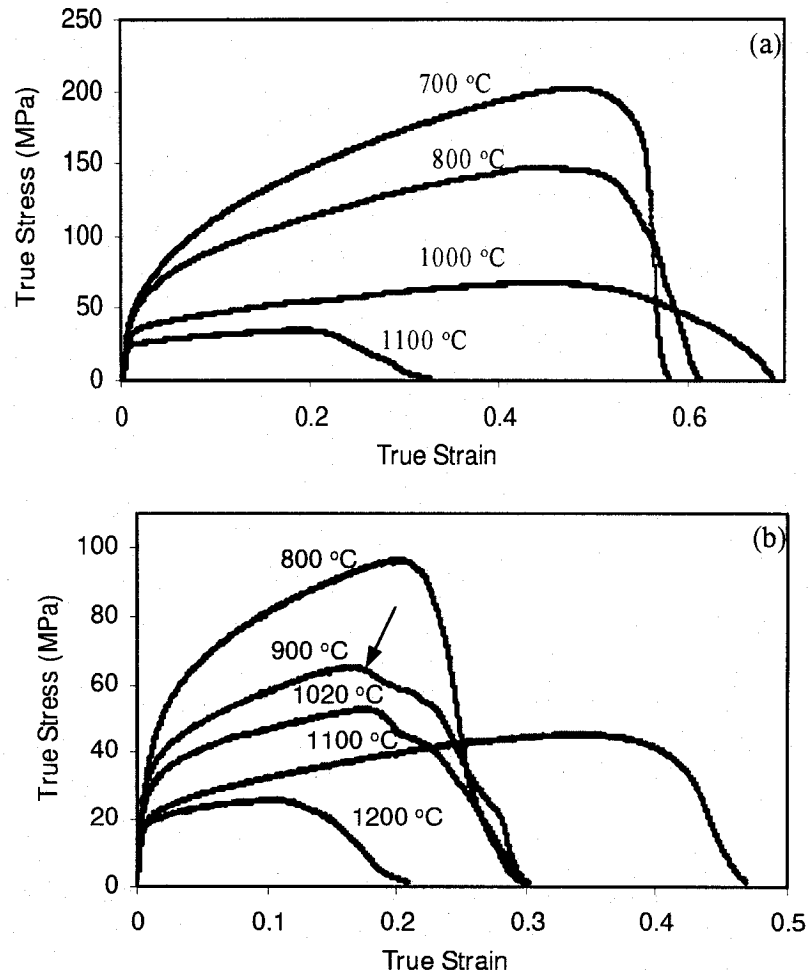 (a)
True Stress (MPa)
250
200
150
100
50
0
700 °C
800 °C
1000 °C
1100 °C
0 0.2 0.4 0.6
True Strain
(b)
True Stress (MPa)
100
80
60
40
20
0
800 °C
900 °C
1020 °C
1100 °C
1200 °C
0 0.1 0.2 0.3 0.4 0.5
True Strain